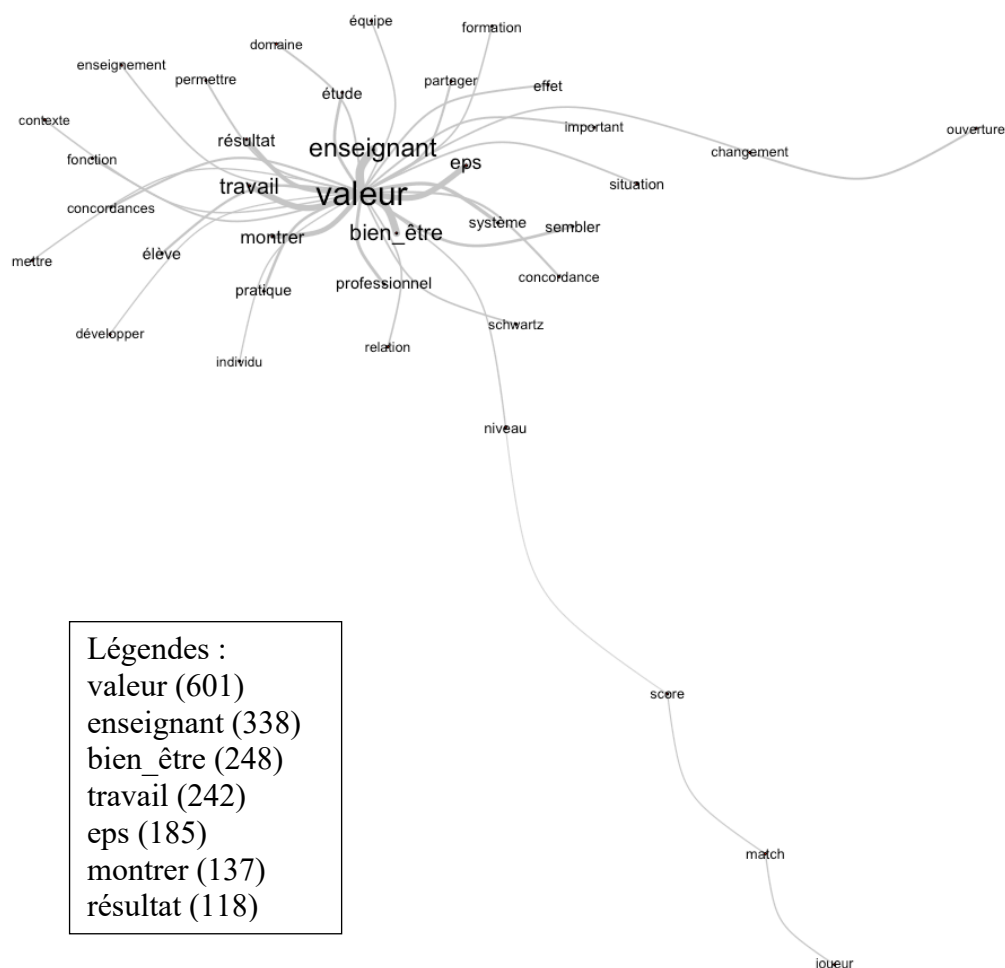 équipe
formation
domaine
enseignement
permettre
partager
effet
étude
contexte
important
ouverture
résultat
enseignant
changement
fonction
eps
travail
situation
valeur
concordances
système
sembler
bien_être
montrer
élève
mettre
concordance
professionnel
pratique
schwartz
développer
relation
individu
niveau
Légendes :
valeur (601)
enseignant (338)
bien_être (248)
travail (242)
eps (185)
montrer (137)
résultat (118)
score
match
joueur